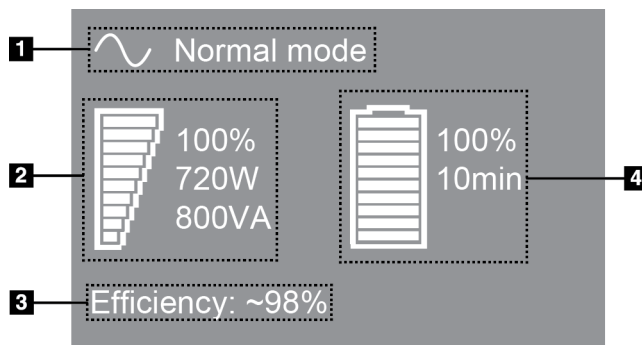 1
Normal mode
2
100%
720W
800VA
100%
10min
4
3
Efficiency: ~98%